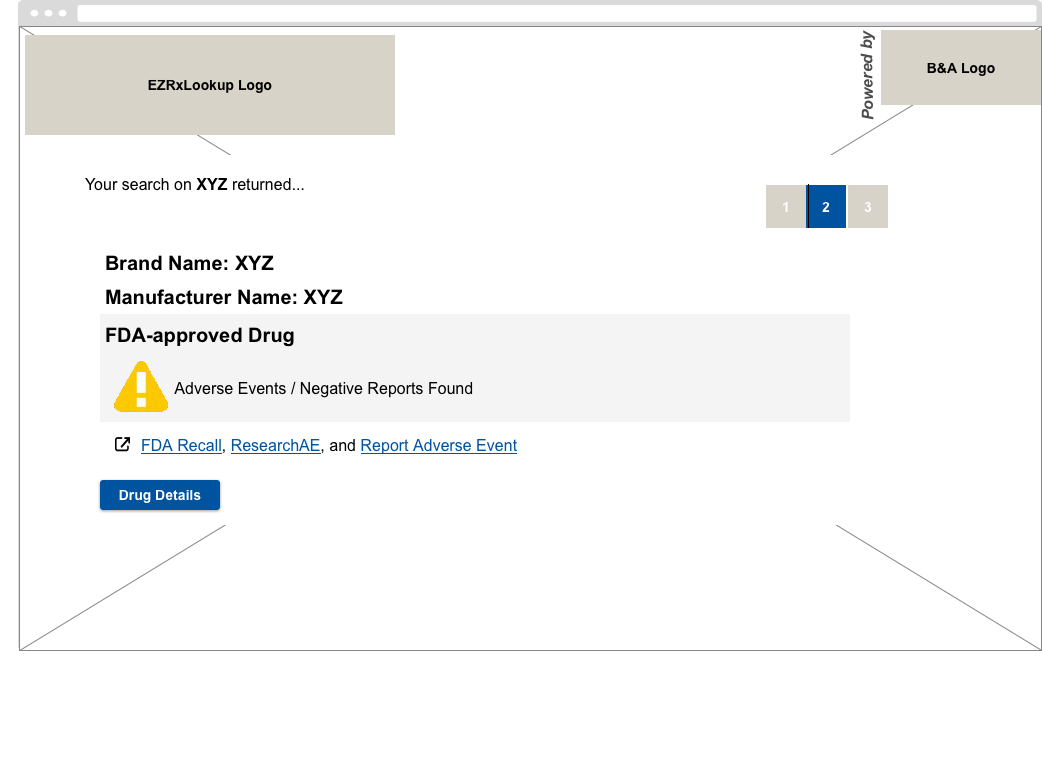 EZRxLookup Logo
Powered by
B&A Logo
Your search on XYZ returned...
1 2 3
Brand Name: XYZ
Manufacturer Name: XYZ
FDA-approved Drug
Adverse Events / Negative Reports Found
FDA Recall, ResearchAE, and Report Adverse Event
Drug Details